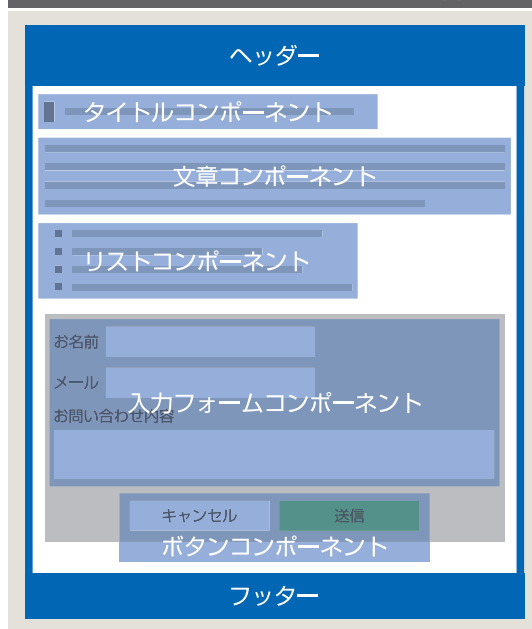 ヘッダー
タイトルコンポーネント
文章コンポーネント
リストコンポーネント
お名前
メール
入力フォームコンポーネント
お問い合わせ内容
キャンセル
送信
ボタンコンポーネント
フッター